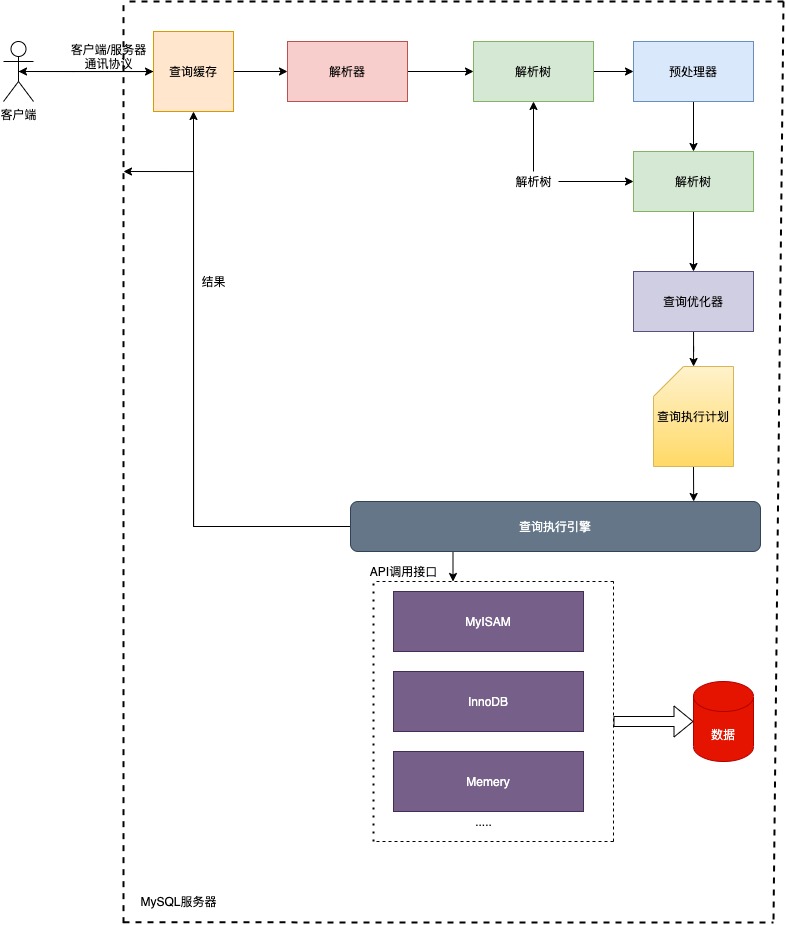 客户端/服务器
通讯协议
客户端
查询缓存
解析器
解析树
预处理器
解析树
解析树
结果
查询优化器
查询执行计划
查询执行引擎
API调用接口
MyISAM
InnoDB
Memery
.....
数据
MySQL服务器